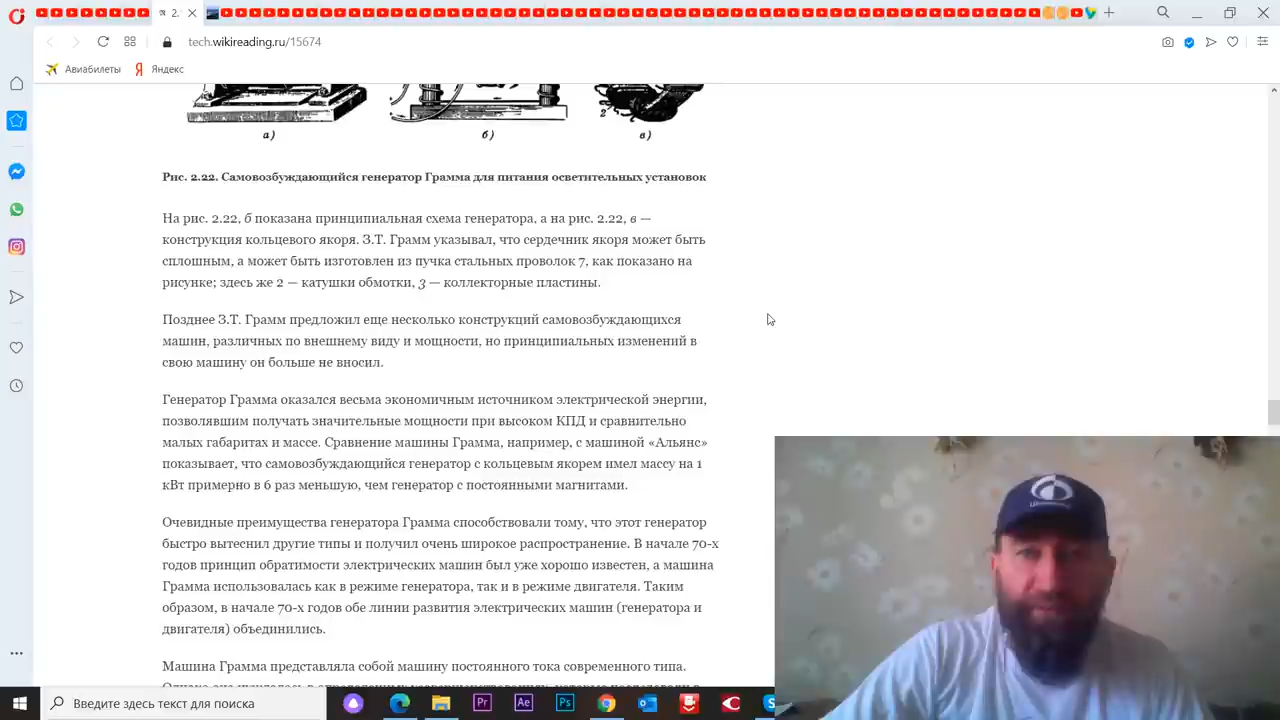 2.
tech.wikireading.ru/15674
Авиабилеты
Яндекс
2
а)
б)
в)
Рис. 2.22. Самовозбуждающийся генератор Грамма для питания осветительных установок
На рис. 2.22, б показана принципиальная схема генератора, а на рис. 2.22, в —
конструкция кольцевого якоря. З.Т. Грамм указывал, что сердечник якоря может быть
сплошным, а может быть изготовлен из пучка стальных проволок 7, как показано на
рисунке; здесь же 2 — катушки обмотки, 3 — коллекторные пластины.
Позднее З.Т. Грамм предложил еще несколько конструкций самовозбуждающихся
машин, различных по внешнему виду и мощности, но принципиальных изменений в
свою машину он больше не вносил.
Генератор Грамма оказался весьма экономичным источником электрической энергии,
позволявшим получать значительные мощности при высоком КПД и сравнительно
малых габаритах и массе. Сравнение машины Грамма, например, с машиной «Альянс»
показывает, что самовозбуждающийся генератор с кольцевым якорем имел массу на 1
кВт примерно в 6 раз меньшую, чем генератор с постоянными магнитами.
Очевидные преимущества генератора Грамма способствовали тому, что этот генератор
быстро вытеснил другие типы и получил очень широкое распространение. В начале 70-х
годов принцип обратимости электрических машин был уже хорошо известен, а машина
Грамма использовалась как в режиме генератора, так и в режиме двигателя. Таким
образом, в начале 70-х годов обе линии развития электрических машин (генератора и
двигателя) объединились.
Машина Грамма представляла собой машину постоянного тока современного типа.
Введите здесь текст для поиска
Pr
Ae
Ps